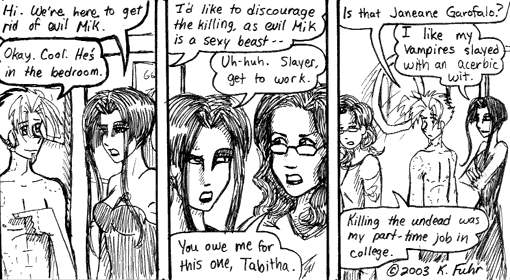 Hi. We're here to get
rid of evil Mik.
Okay. Cool. He's
in the bedroom.
I'd like to discourage
the killing, as evil Mik
is a sexy beast--
Uh-huh. Slayer,
get to work.
You owe me for
this one, Tabitha.
Is that Janeane Garofalo?
I like my
Vampires slayed
with an acerbic
wit.
Killing the undead was
my part-time job in
college.
© 2003 K. Fuhr